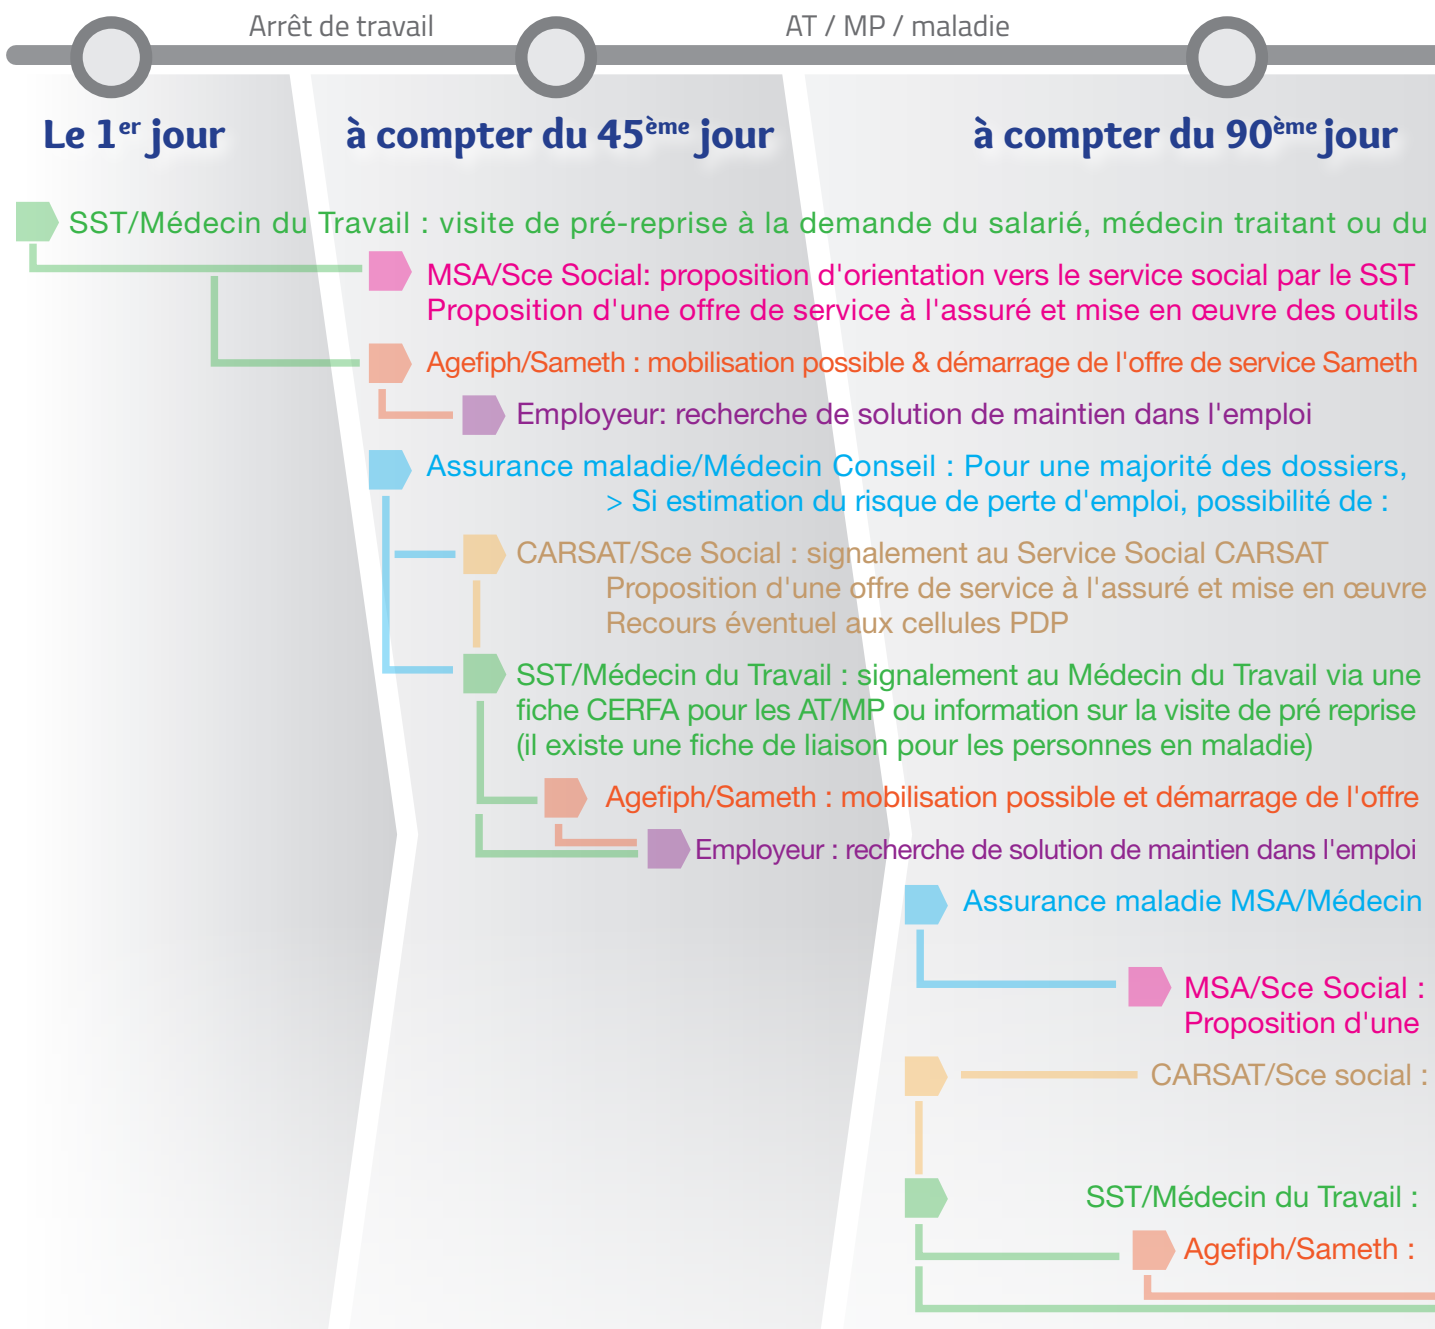 Arrêt de travail
AT / MP / maladie
Le 1er jour
à compter du 45ème jour
à compter du 90ème jour
SST/Médecin du Travail : visite de pré-reprise à la demande du salarié, médecin traitant ou du
MSA/Sce Social: proposition d'orientation vers le service social par le SST
Proposition d'une offre de service à l'assuré et mise en œuvre des outils
Agefiph/Sameth : mobilisation possible & démarrage de l'offre de service Sameth
Employeur: recherche de solution de maintien dans l'emploi
Assurance maladie/Médecin Conseil : Pour une majorité des dossiers,
> Si estimation du risque de perte d'emploi, possibilité de :
CARSAT/Sce Social : signalement au Service Social CARSAT
Proposition d'une offre de service à l'assuré et mise en œuvre
Recours éventuel aux cellules PDP
SST/Médecin du Travail : signalement au Médecin du Travail via une
fiche CERFA pour les AT/MP ou information sur la visite de pré reprise
(il existe une fiche de liaison pour les personnes en maladie)
Agefiph/Sameth : mobilisation possible et démarrage de l'offre
Employeur : recherche de solution de maintien dans l'emploi
Assurance maladie MSA/Médecin
MSA/Sce Social :
Proposition d'une
CARSAT/Sce social :
SST/Médecin du Travail :
Agefiph/Sameth :